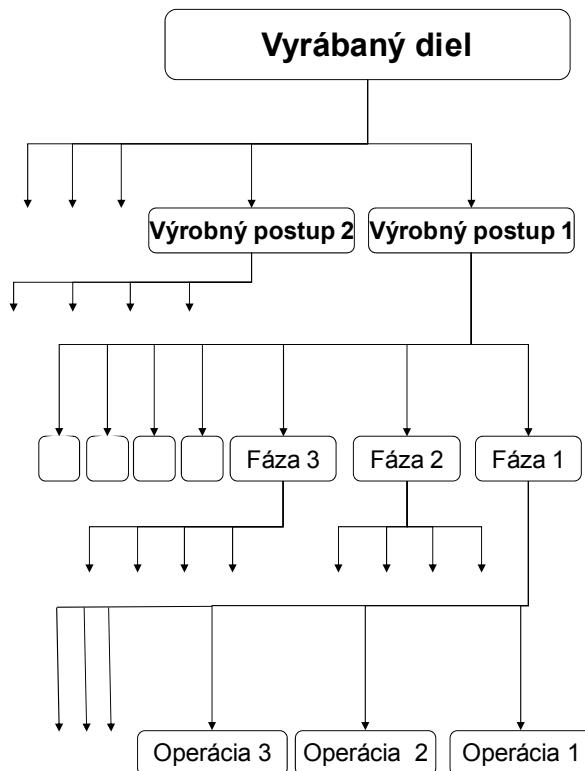 Vyrábaný diel
Výrobný postup 2
Výrobný postup 1
Fáza 3
Fáza 2
Fáza 1
Operácia 3
Operácia 2
Operácia 1